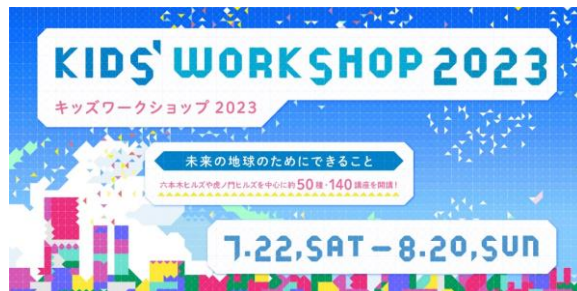 KIDS' WORKSHOP 2023
キッズワークショップ 2023
未来の地球のためにできること
六本木ヒルズや虎ノ門ヒルズを中心に約50種・140講座を開講！
7.22,SAT – 8.20,SUN